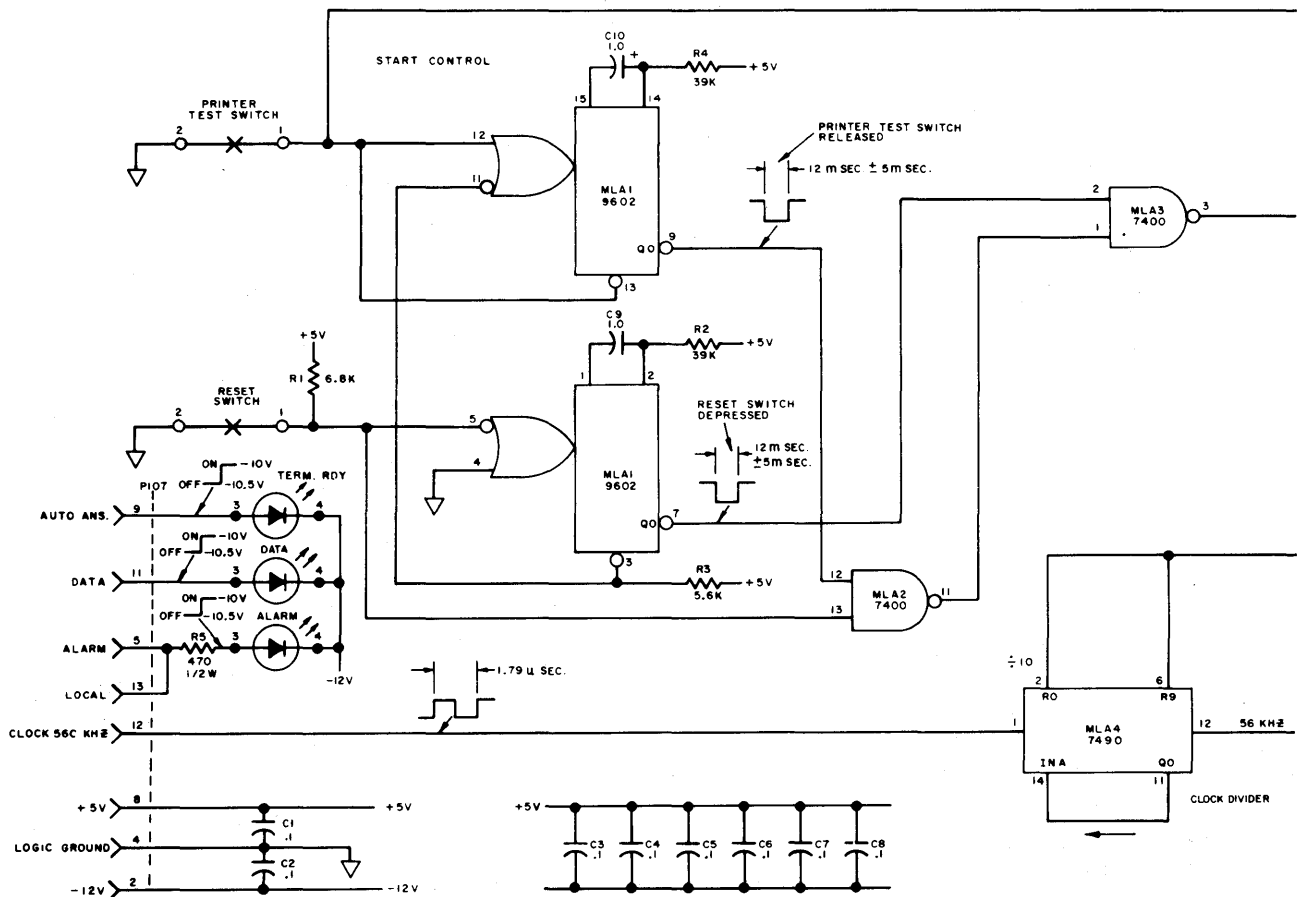 START CONTROL
C10
1.0
+
R4
39K
+5V
15
14
PRINTER
TEST SWITCH
2
1
12
11
MLA1
9602
QO
9
13
PRINTER TEST SWITCH
RELEASED
12 m SEC. ± 5m SEC.
2
1
MLA3
7400
3
+5V
R1
6.8K
RESET
SWITCH
2
1
C9
1.0
R2
39K
+5V
1
2
5
4
MLA1
9602
QO
7
3
RESET SWITCH
DEPRESSED
12 m SEC.
±5m SEC.
R3
5.6K
+5V
12
13
MLA2
7400
11
P107
ON
-10V
OFF
-10.5V
TERM. RDY
AUTO ANS.
9
3
4
ON
-10V
OFF
-10.5V
DATA
DATA
11
3
4
ON
-10V
OFF
-10.5V
ALARM
ALARM
5
R5
470
1/2W
3
4
-12V
LOCAL
13
1.79 u SEC.
CLOCK 56C KHZ
12
÷10
2
6
RO
R9
1
MLA4
7490
12
56 KHZ
INA
QO
14
11
CLOCK DIVIDER
+5V
8
+5V
C1
.1
LOGIC GROUND
4
C2
.1
-12V
2
-12V
+5V
C3
.1
C4
.1
C5
.1
C6
.1
C7
.1
C8
.1